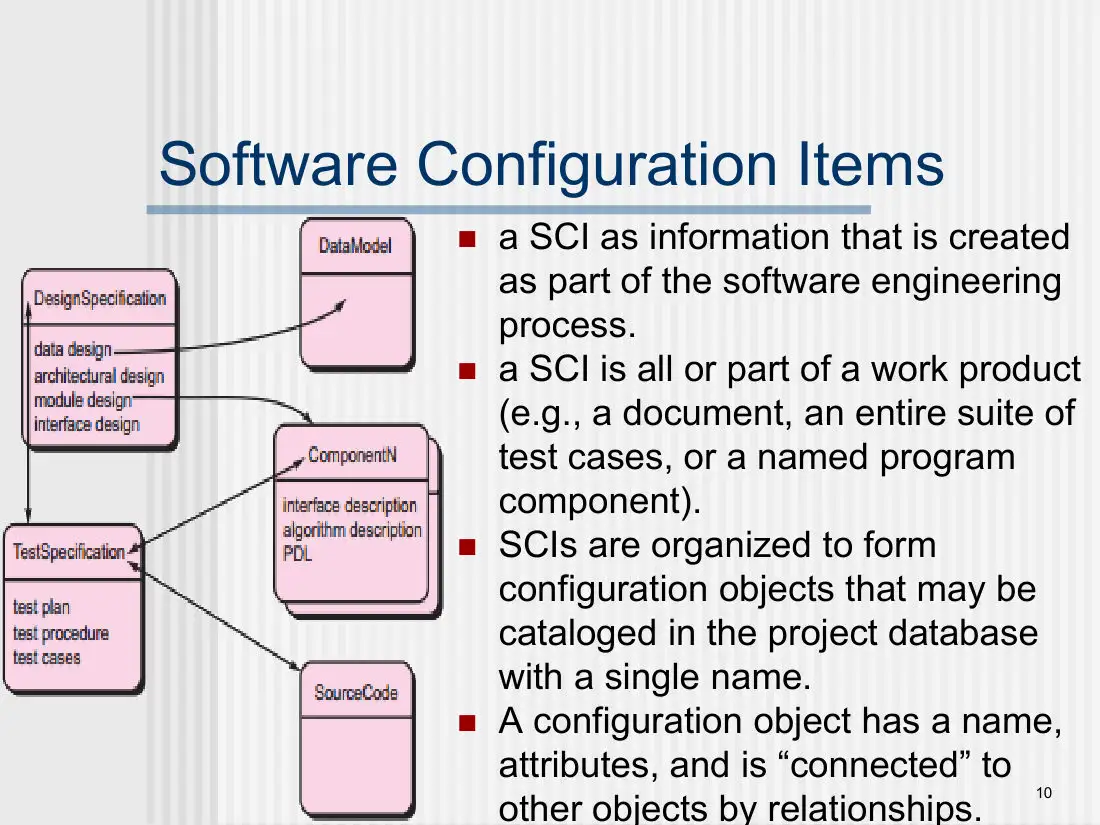 Software Configuration Items
DataModel
DesignSpecification
data design
architectural design
module design
interface design
ComponentN
interface description
algorithm description
PDL
TestSpecification
test plan
test procedure
test cases
SourceCode
a SCI as information that is created
as part of the software engineering
process.
a SCI is all or part of a work product
(e.g., a document, an entire suite of
test cases, or a named program
component).
SCIs are organized to form
configuration objects that may be
cataloged in the project database
with a single name.
A configuration object has a name,
attributes, and is “connected” to
other objects by relationships.
10